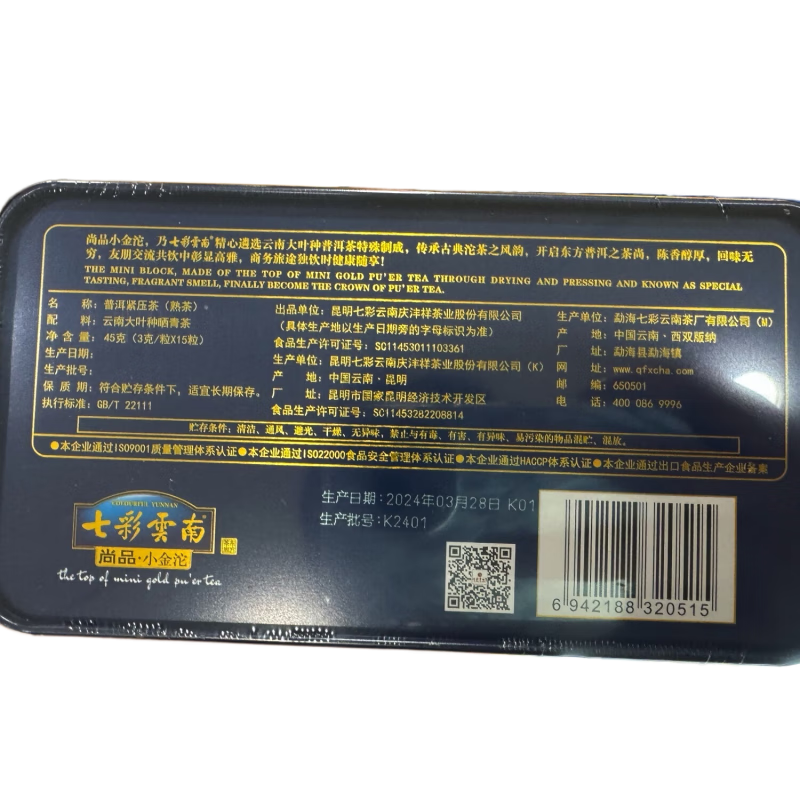 尚品小金沱，乃七彩雲南®精心遴选云南大叶种普洱茶特殊制成，传承古典沱茶之风韵，开启东方普洱之茶尚，陈香醇厚，回味无
穷，友朋交流共饮中彰显高雅，商务旅途独饮时健康随享！
THE MINI BLOCK, MADE OF THE TOP OF MINI GOLD PU'ER TEA THROUGH DRYING AND PRESSING AND KNOWN AS SPECIAL
TASTING, FRAGRANT SMELL, FINALLY BECOME THE CROWN OF PU'ER TEA.
名 称：普洱紧压茶（熟茶）
配 料：云南大叶种晒青茶
净 含 量：45克（3克/粒X15粒）
生产日期：
生产批号：
保 质 期：符合贮存条件下，适宜长期保存。
执行标准：GB/T 22111
出品单位：昆明七彩云南庆沣祥茶业股份有限公司
（具体生产地以生产日期旁的字母标识为准）
食品生产许可证号：SC11453011103361
生产单位：昆明七彩云南庆沣祥茶业股份有限公司（K）
产 地：中国云南·昆明
厂 址：昆明市国家昆明经济技术开发区
食品生产许可证号：SC11453282208814
生产单位：勐海七彩云南茶厂有限公司（M）
产 地：中国云南·西双版纳
厂 址：勐海县勐海镇
网 址：www.qfxcha.com
邮 编：650501
电 话：400 086 9996
贮存条件：清洁、通风、避光、干燥、无异味，禁止与有毒、有害、有异味、易污染的物品混贮、混放。
●本企业通过ISO9001质量管理体系认证●本企业通过ISO22000食品安全管理体系认证●本企业通过HACCP体系认证●本企业通过出口食品生产企业备案
COLOURFUL YUNNAN
七彩雲南®
尚品·小金沱
the top of mini gold pu'er tea
生产日期：2024年03月28日 K01
生产批号：K2401
6 942188 320515